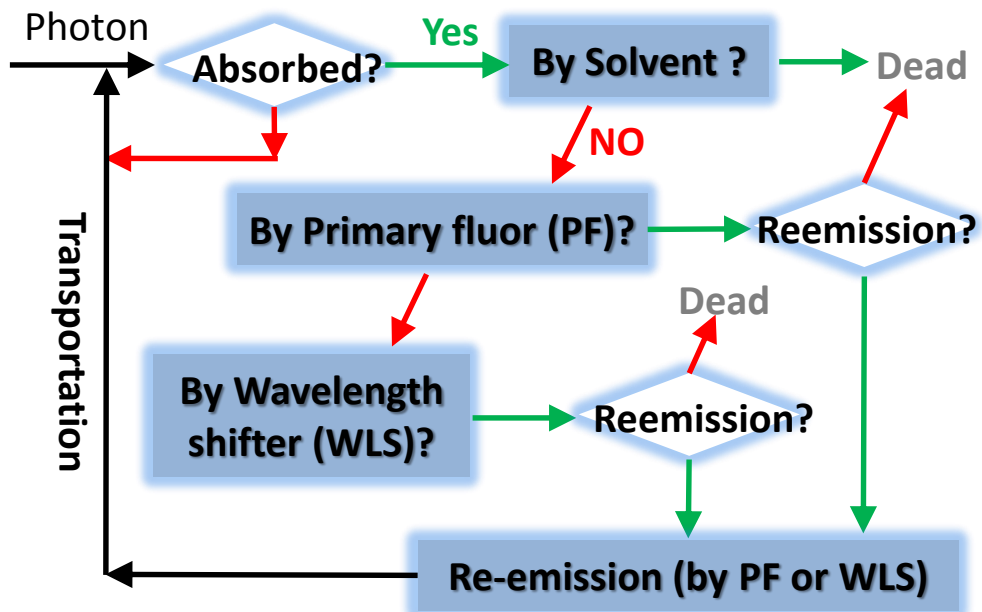 Photon
Absorbed?
Yes
By Solvent ?
Dead
NO
By Primary fluor (PF)?
Reemission?
Transportation
Dead
By Wavelength
shifter (WLS)?
Reemission?
Re-emission (by PF or WLS)